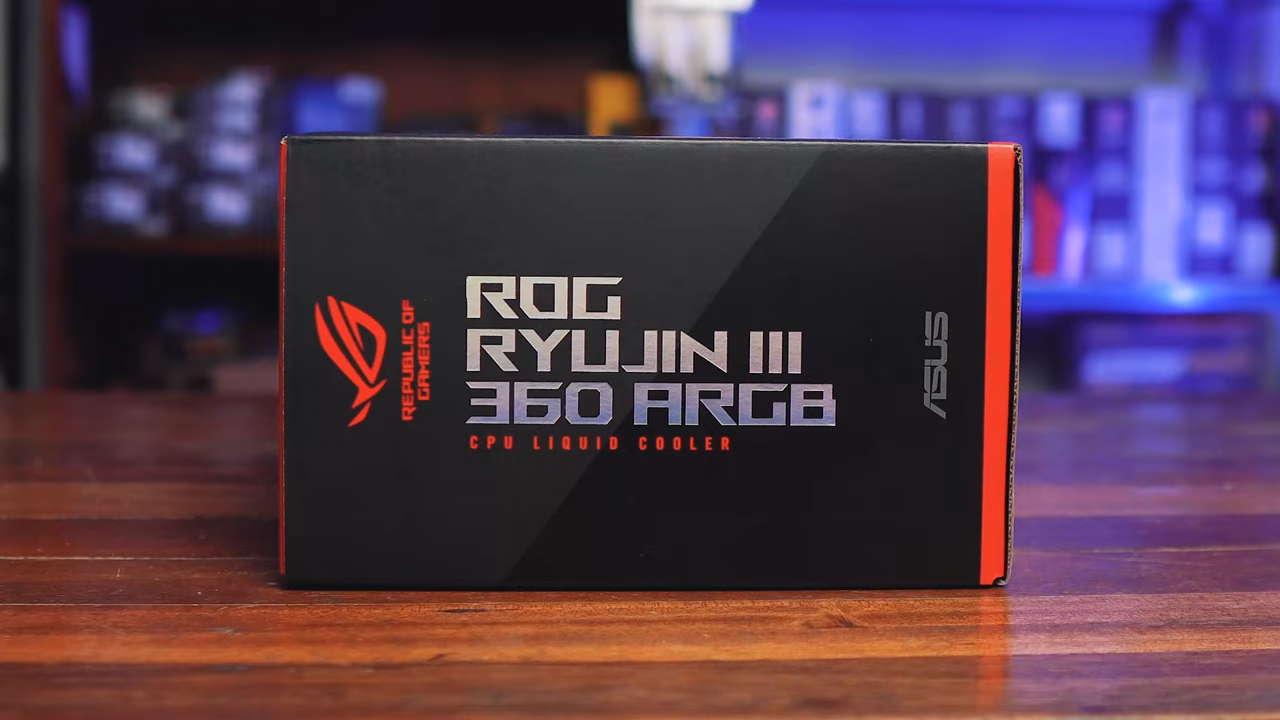 REPUBLIC OF
GAMERS
ROG
RYUJIN III
360 ARGB
CPU LIQUID COOLER
ASUS